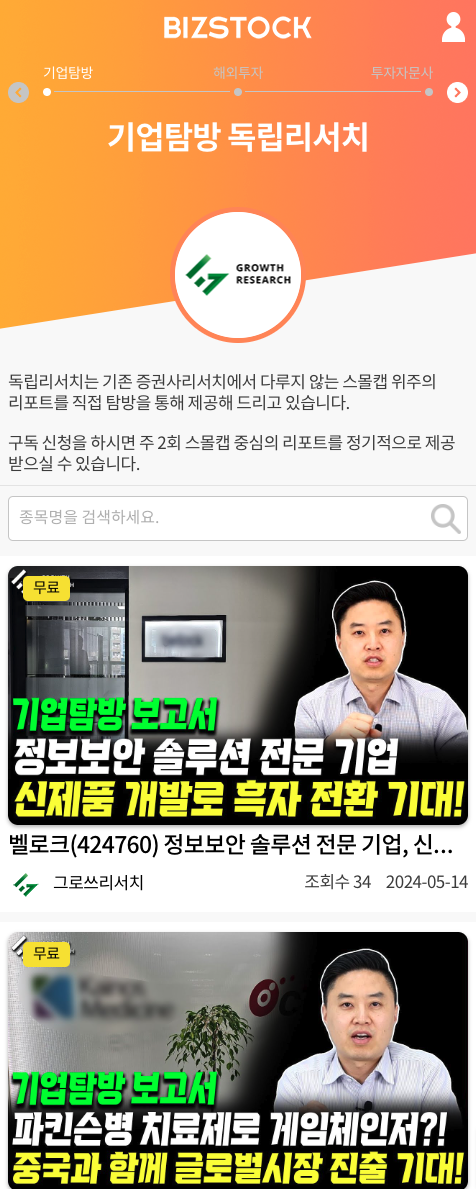 BIZSTOCK
기업탐방
해외투자
투자자문사
기업탐방 독립리서치
GROWTH
RESEARCH
독립리서치는 기존 증권사리서치에서 다루지 않는 스몰캡 위주의
리포트를 직접 탐방을 통해 제공해 드리고 있습니다.
구독 신청을 하시면 주 2회 스몰캡 중심의 리포트를 정기적으로 제공
받으실 수 있습니다.
종목명을 검색하세요.
무료
기업탐방 보고서
정보보안 솔루션 전문 기업
신제품 개발로 흑자 전환 기대!
벨로크(424760) 정보보안 솔루션 전문 기업, 신...
그로쓰리서치
조회수 34 2024-05-14
무료
기업탐방 보고서
파킨슨병 치료제로 게임체인저?!
중국과 함께 글로벌시장 진출 기대!